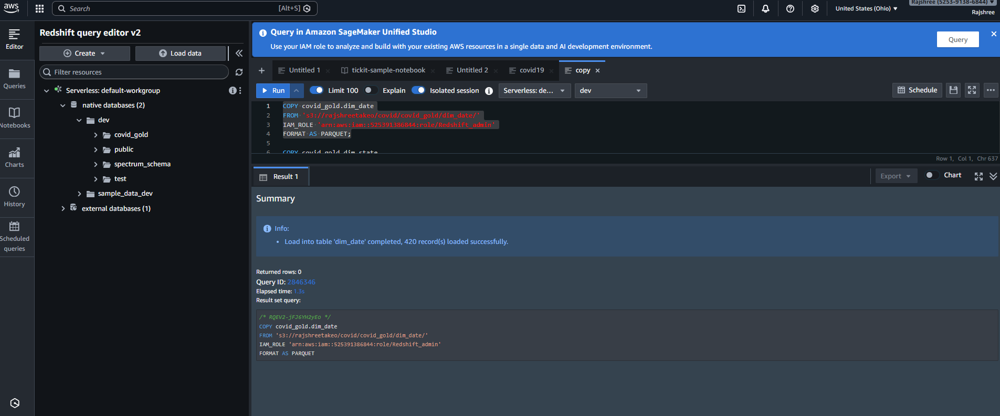 aws
Search
[Alt+S]
United States (Ohio)
Rajshree (5253-9138-6844)
Rajshree
Editor
Queries
Notebooks
Charts
History
Scheduled
queries
Redshift query editor v2
Create
Load data
Filter resources
Serverless: default-workgroup
native databases (2)
dev
covid_gold
public
spectrum_schema
test
sample_data_dev
external databases (1)
Query in Amazon SageMaker Unified Studio
Use your IAM role to analyze and build with your existing AWS resources in a single data and AI development environment.
Query
Untitled 1
tickit-sample-notebook
Untitled 2
covid19
copy
Run
Limit 100
Explain
Isolated session
Serverless: de...
dev
Schedule
1 COPY covid_gold.dim_date
2 FROM 's3://rajshreetakeo/covid/covid_gold/dim_date/'
3 IAM_ROLE 'arn:aws:iam::525391386844:role/Redshift_admin'
4 FORMAT AS PARQUET;
5
6 COPY covid_gold.dim_state
Row 1, Col 1, Chr 637
Result 1
Export
Chart
Summary
Info:
• Load into table 'dim_date' completed, 420 record(s) loaded successfully.
Returned rows: 0
Query ID: 2846346
Elapsed time: 1.3s
Result set query:
/* RQEV2-jFJ6YH2yEo */
COPY covid_gold.dim_date
FROM 's3://rajshreetakeo/covid/covid_gold/dim_date/'
IAM_ROLE 'arn:aws:iam::525391386844:role/Redshift_admin'
FORMAT AS PARQUET